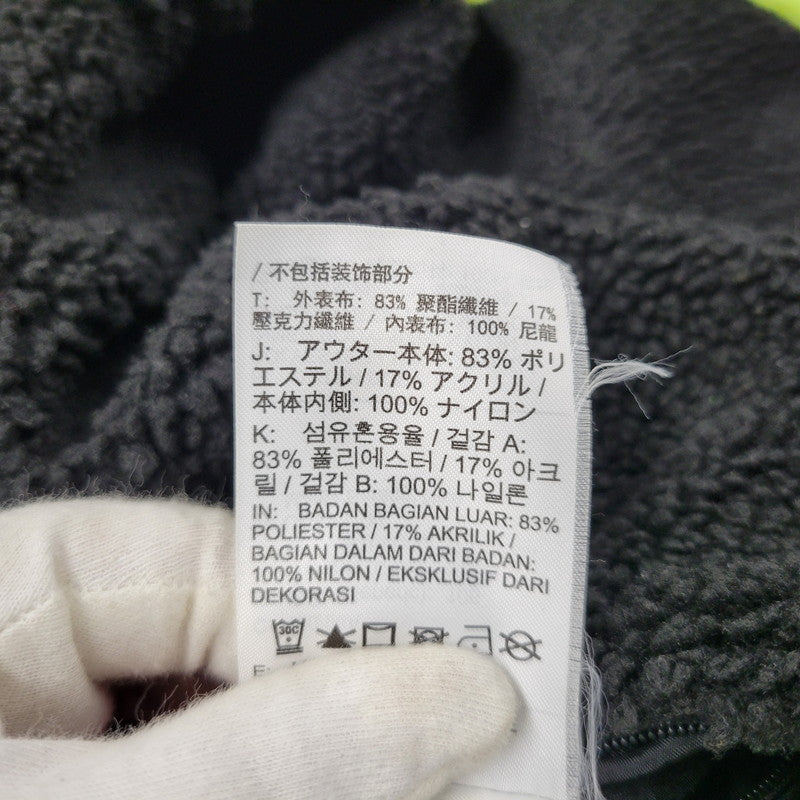 / 不包括装饰部分
T: 外表布: 83% 聚酯纖維 / 17%
壓克力纖維 / 內表布: 100% 尼龍
J: アウター本体: 83% ポリ
エステル / 17% アクリル /
本体内側: 100% ナイロン
K: 섬유혼용율 / 겉감 A:
83% 폴리에스터 / 17% 아크
릴 / 겉감 B: 100% 나일론
IN: BADAN BAGIAN LUAR: 83%
POLIESTER / 17% AKRILIK /
BAGIAN DALAM DARI BADAN:
100% NILON / EKSKLUSIF DARI
DEKORASI
30C